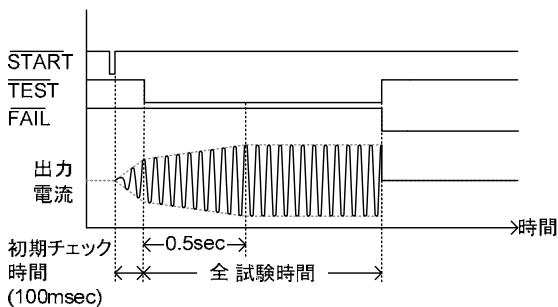 START
TEST
FAIL
出力
電流
時間
0.5sec
初期チェック
時間
(100msec)
全 試験時間